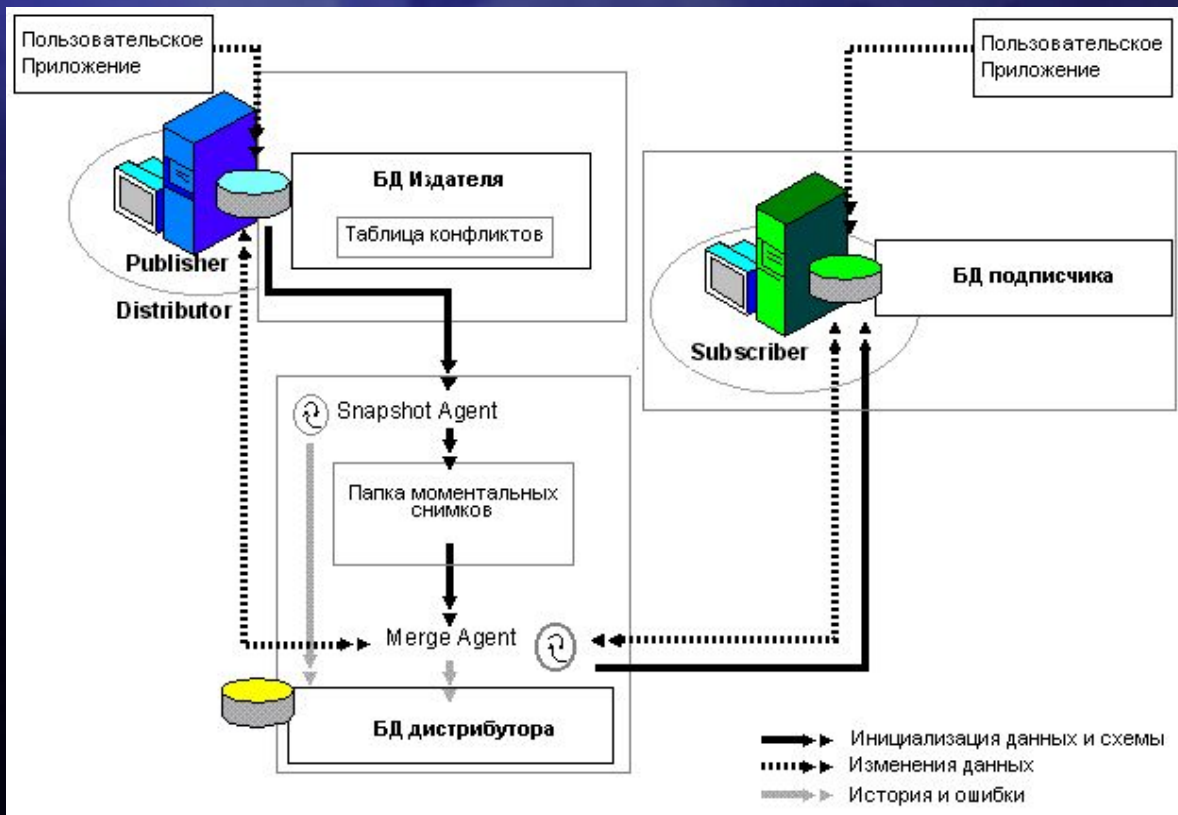 Пользовательское
Приложение
Пользовательское
Приложение
БД Издателя
Таблица конфликтов
Publisher
Distributor
БД подписчика
Subscriber
Snapshot Agent
Папка моментальных
снимков
Merge Agent
БД дистрибутора
Инициализация данных и схемы
Изменения данных
История и ошибки